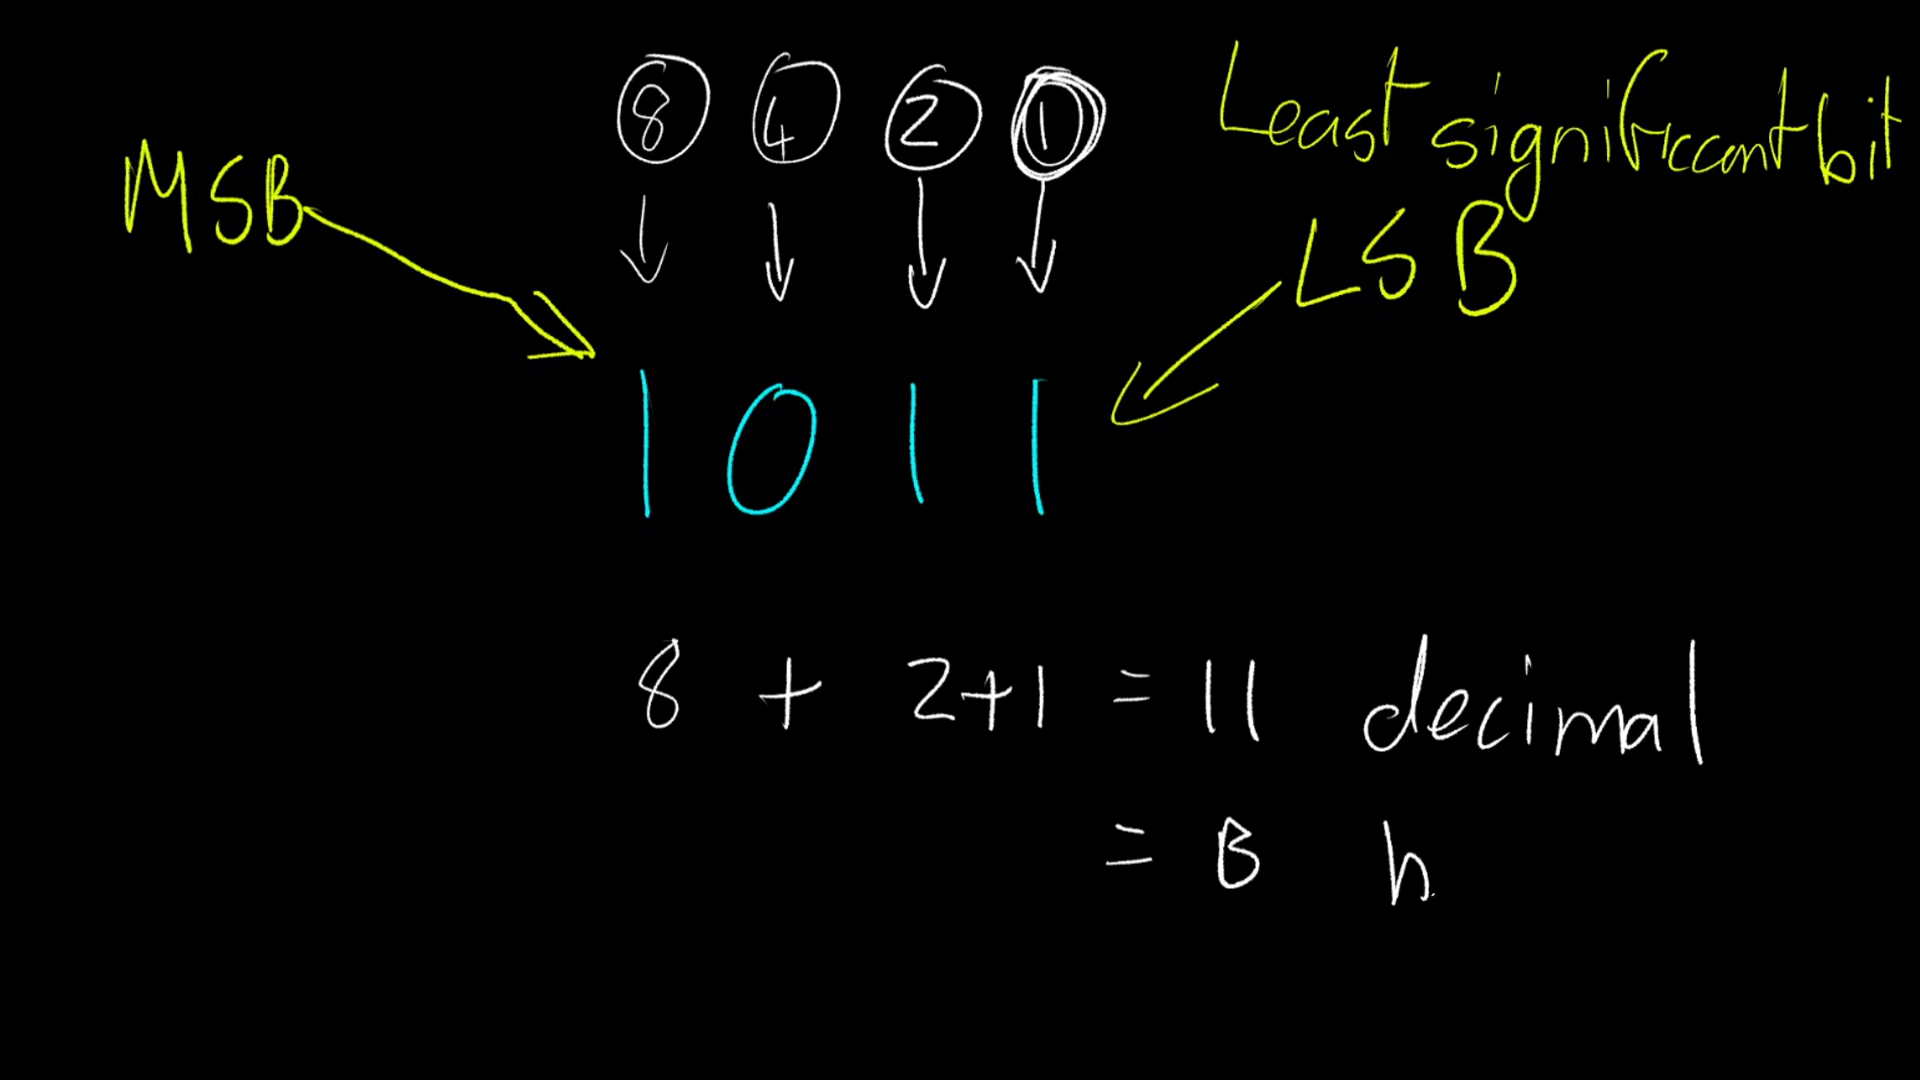 8 4 2 1
Least significant bit
MSB
LSB
1 0 1 1
8 + 2+1 = 11 decimal
= B h